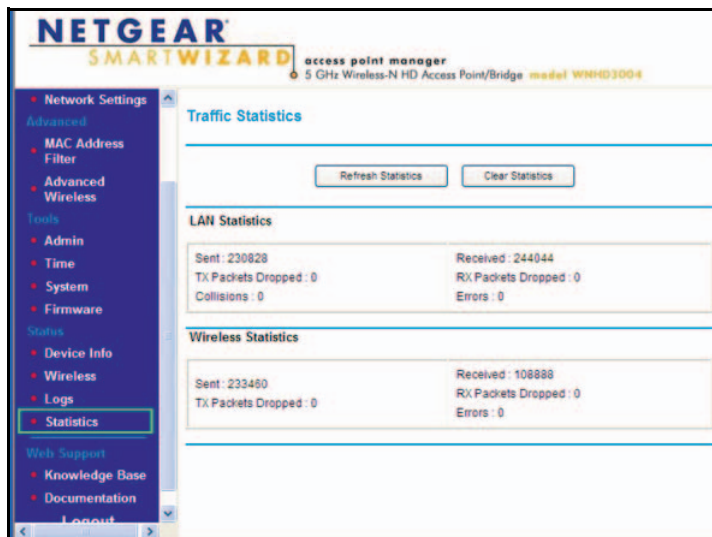 NETGEAR
SMARTWIZARD
access point manager
5 GHz Wireless-N HD Access Point/Bridge model WNHD3004
Network Settings
Advanced
MAC Address
Filter
Advanced
Wireless
Tools
Admin
Time
System
Firmware
Status
Device Info
Wireless
Logs
Statistics
Web Support
Knowledge Base
Documentation
Logout
Traffic Statistics
Refresh Statistics
Clear Statistics
LAN Statistics
Sent : 230828
Received : 244044
TX Packets Dropped : 0
RX Packets Dropped : 0
Collisions : 0
Errors : 0
Wireless Statistics
Sent : 233460
Received : 108888
TX Packets Dropped : 0
RX Packets Dropped : 0
Errors : 0